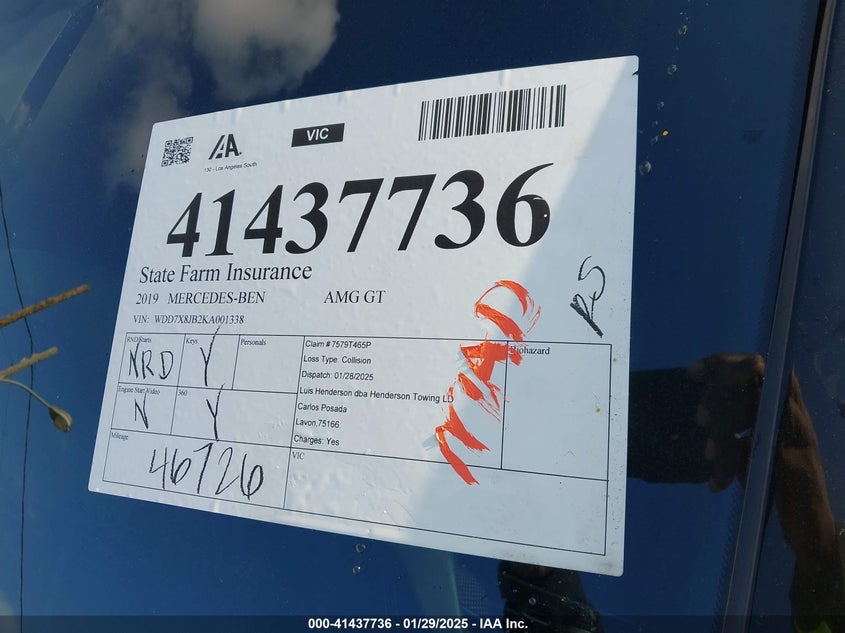 IAA
VIC
130 - Los Angeles South
41437736
State Farm Insurance
2019 MERCEDES-BEN AMG GT
VIN: WDD7X8JB2KA001338
RS
RND/Starts
NRD
Keys
Y
Personals
Claim # 7579T465P
Loss Type: Collision
Dispatch: 01/28/2025
Luis Henderson dba Henderson Towing LD
Carlos Posada
Lavon,75166
Charges: Yes
Biohazard
Engine Start Video
N
360
Y
Mileage
46726
VIC
000-41437736 - 01/29/2025 - IAA Inc.